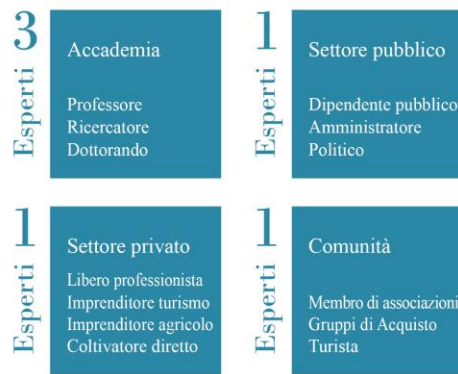 3
Esperti
Accademia
Professore
Ricercatore
Dottorando
1
Esperti
Settore pubblico
Dipendente pubblico
Amministratore
Politico
1
Esperti
Settore privato
Libero professionista
Imprenditore turismo
Imprenditore agricolo
Coltivatore diretto
1
Esperti
Comunità
Membro di associazioni
Gruppi di Acquisto
Turista